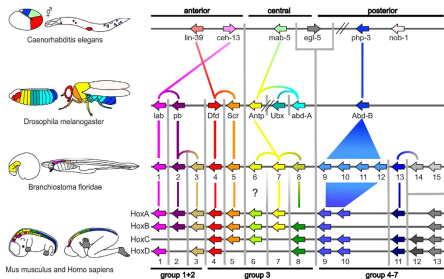 anterior central posterior
lin-39 ceh-13 mab-5 egl-5 php-3 nob-1
Caenorhabditis elegans
lab pb Dfd Scr Antp Ubx abd-A Abd-B
Drosophila melanogaster
1 2 3 4 5 6 7 8 9 10 11 12 13 14 15
Branchiostoma floridae
?
HoxA
HoxB
HoxC
HoxD
1 2 3 4 5 6 7 8 9 10 11 12 13
Mus musculus and Homo sapiens
group 1+2 group 3 group 4-7